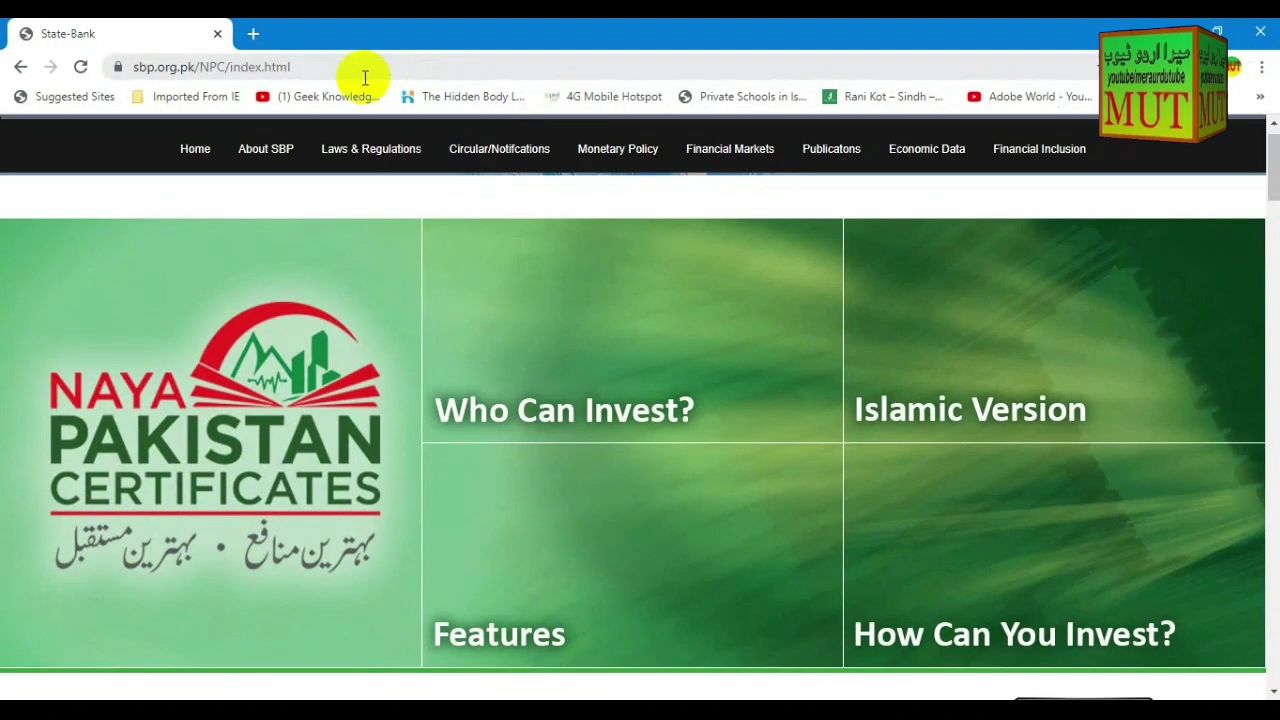 State-Bank
sbp.org.pk/NPC/index.html
Suggested Sites
Imported From IE
(1) Geek Knowledg...
The Hidden Body L...
4G Mobile Hotspot
Private Schools in Is...
Rani Kot – Sindh –...
Adobe World - You...
»
میرا اردو ٹیوب
youtube/meraurdutube
MUT
MUT
Home
About SBP
Laws & Regulations
Circular/Notifcations
Monetary Policy
Financial Markets
Publicatons
Economic Data
Financial Inclusion
NAYA
PAKISTAN
CERTIFICATES
بہترین منافع • بہترین مستقبل
Who Can Invest?
Islamic Version
Features
How Can You Invest?